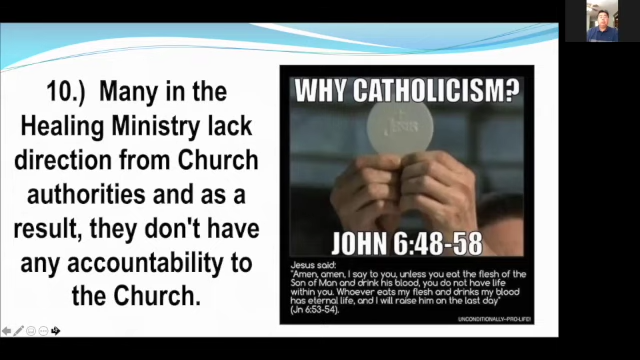 10.) Many in the
Healing Ministry lack
direction from Church
authorities and as a
result, they don't have
any accountability to
the Church.
WHY CATHOLICISM?
JOHN 6:48-58
Jesus said:
"Amen, amen, I say to you, unless you eat the flesh of the
Son of Man and drink his blood, you do not have life
within you. Whoever eats my flesh and drinks my blood
has eternal life, and I will raise him on the last day"
(Jn 6:53-54).
UNCONDITIONALLY-PRO-LIFE!